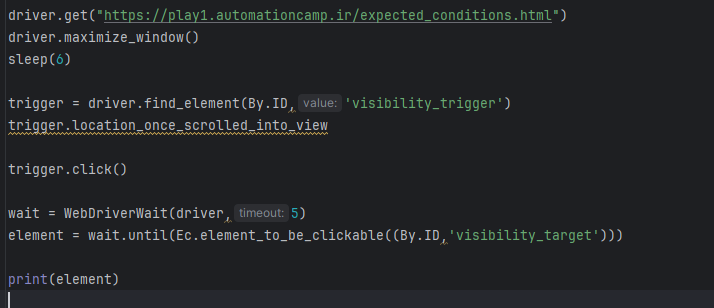 driver.get("https://play1.automationcamp.ir/expected_conditions.html")
driver.maximize_window()
sleep(6)
trigger = driver.find_element(By.ID, value: 'visibility_trigger')
trigger.location_once_scrolled_into_view
trigger.click()
wait = WebDriverWait(driver, timeout: 5)
element = wait.until(Ec.element_to_be_clickable((By.ID,'visibility_target')))
print(element)